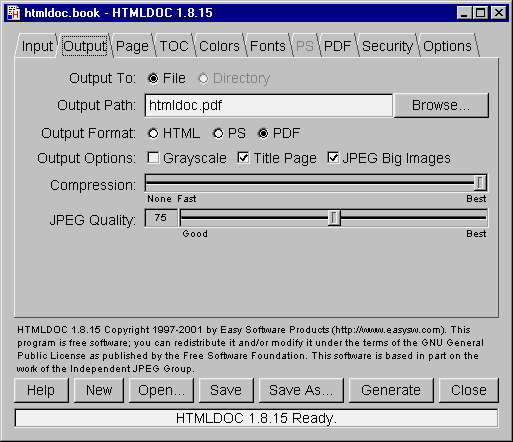 htmldoc.book - HTMLDOC 1.8.15
Input Output Page TOC Colors Fonts PS PDF Security Options
Output To: File Directory
Output Path: htmldoc.pdf Browse...
Output Format: HTML PS PDF
Output Options: Grayscale Title Page JPEG Big Images
Compression:
None Fast Best
JPEG Quality: 75
Good Best
HTMLDOC 1.8.15 Copyright 1997-2001 by Easy Software Products (http://www.easysw.com). This
program is free software; you can redistribute it and/or modify it under the terms of the GNU General
Public License as published by the Free Software Foundation. This software is based in part on the
work of the Independent JPEG Group.
Help New Open... Save Save As... Generate Close
HTMLDOC 1.8.15 Ready.